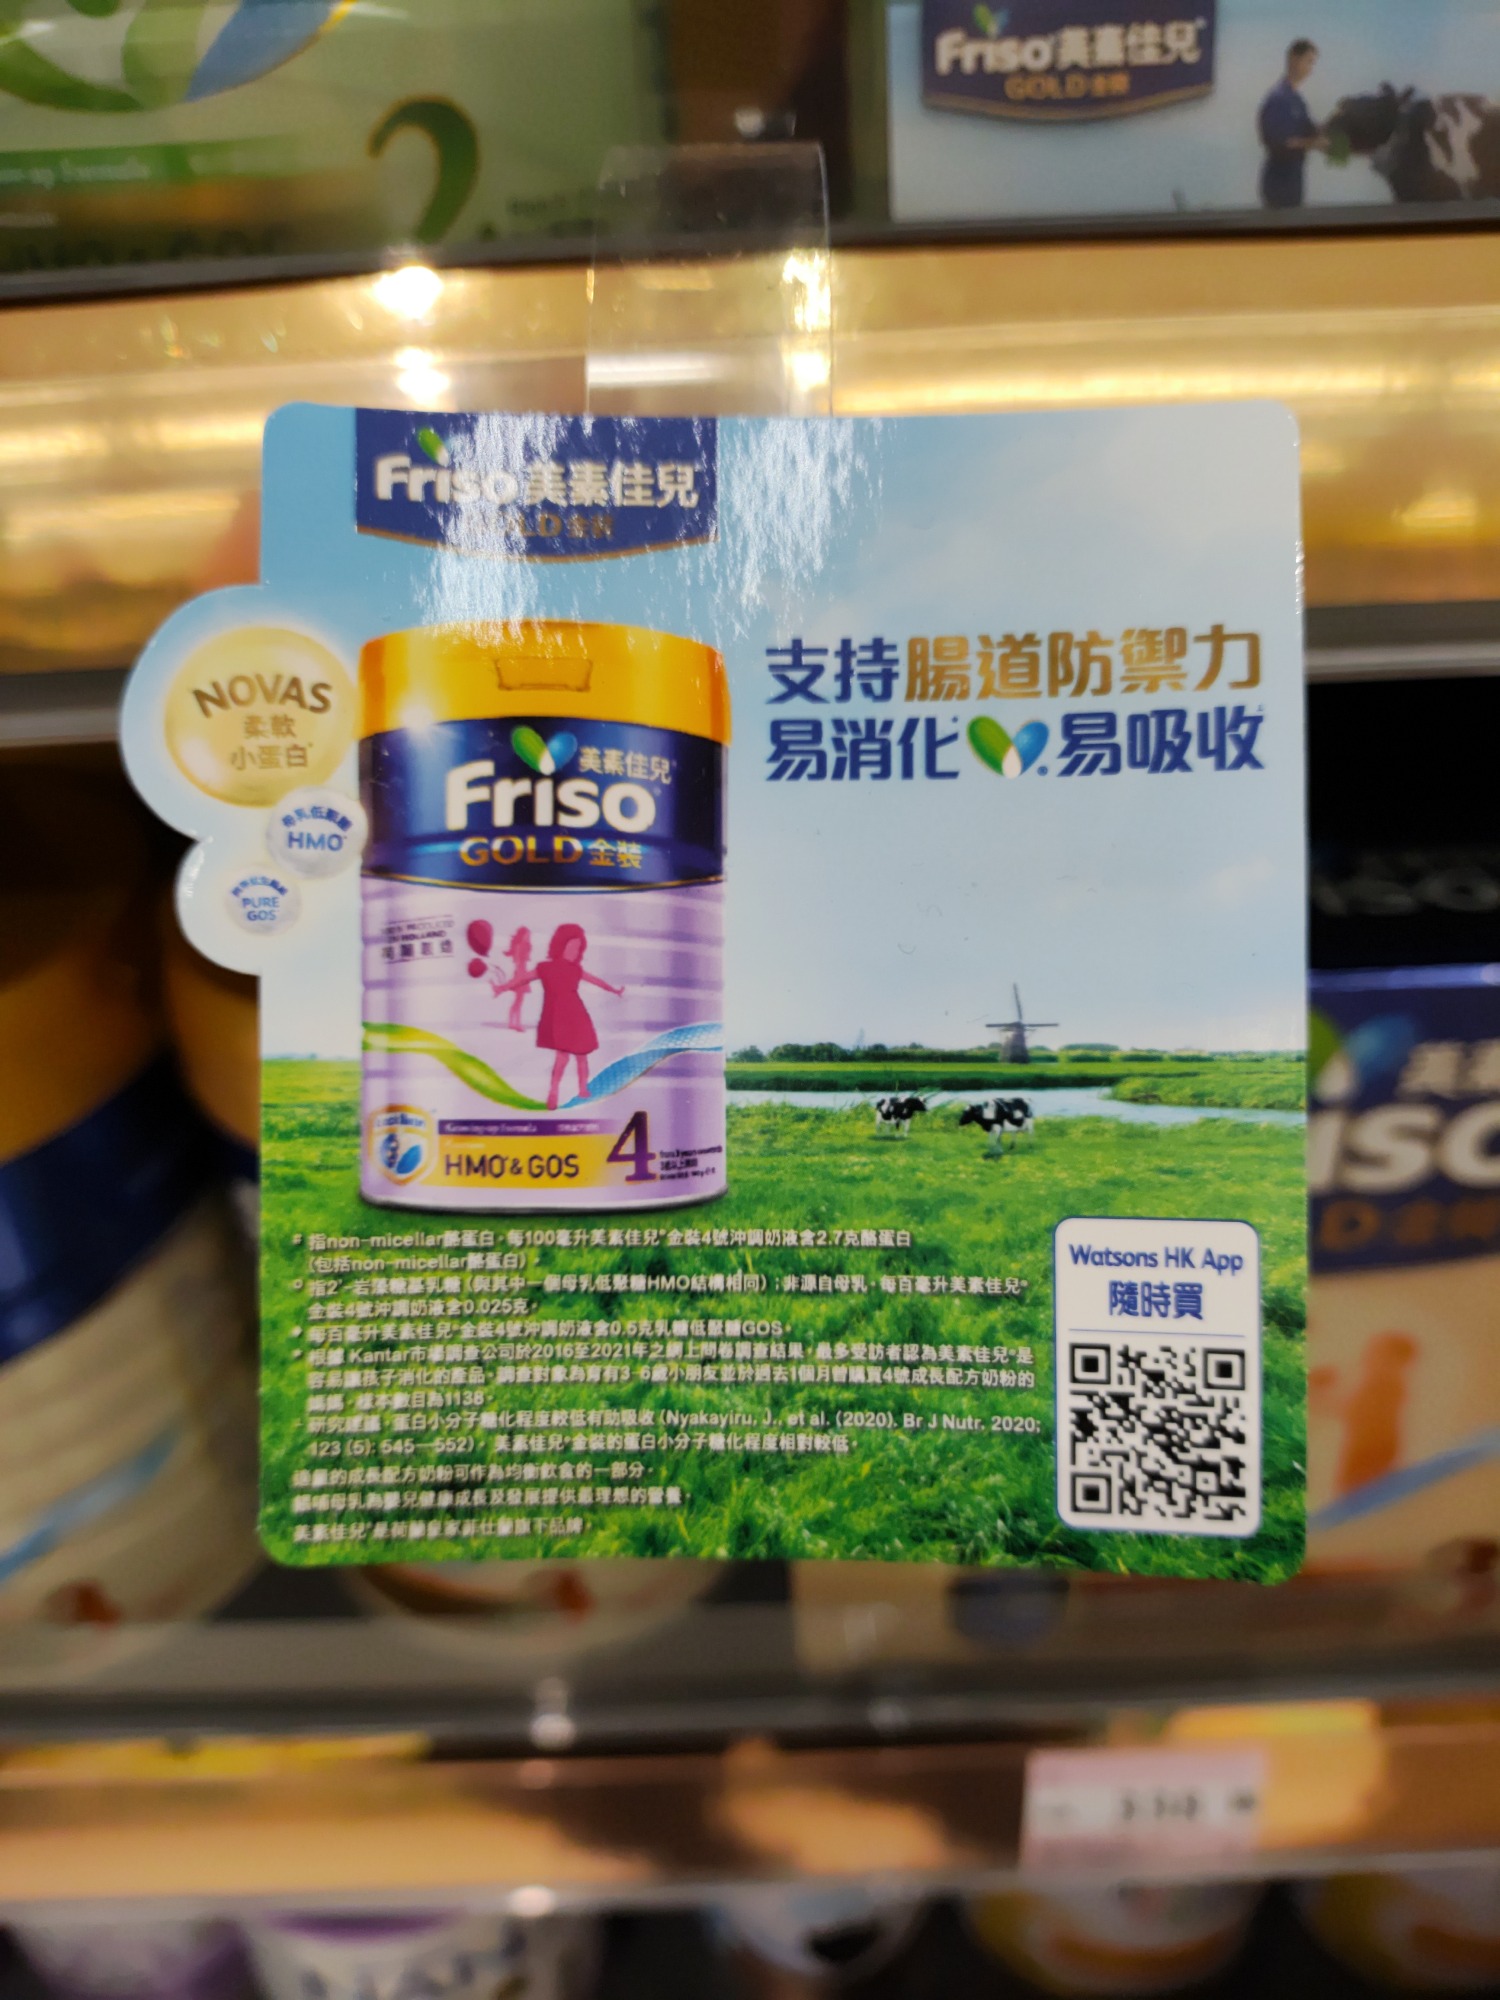 Friso 美素佳兒
GOLD 金裝
Friso 美素佳兒
GOLD 金裝
支持腸道防禦力
易消化 易吸收
NOVAS
柔軟
小蛋白
母乳低聚醣
HMO
PURE
GOS
美素佳兒
Friso
GOLD 金裝
HMO & GOS
4
# 指non-micellar酪蛋白，每100毫升美素佳兒®金裝4號沖調奶液含2.7克酪蛋白
(包括non-micellar酪蛋白)。
指2'-岩藻糖基乳糖 (與其中一個母乳低聚醣HMO結構相同)；非源自母乳。每百毫升美素佳兒®
金裝4號沖調奶液含0.025克。
每百毫升美素佳兒®金裝4號沖調奶液含0.5克乳糖低聚醣GOS。
根據 Kantar市場調查公司於2016至2021年之網上問卷調查結果，最多受訪者認為美素佳兒®是
容易讓孩子消化的產品。調查對象為育有3-6歲小朋友並於過去1個月曾購買4號成長配方奶粉的
媽媽，樣本數目為1138。
研究建議，蛋白小分子醣化程度較低有助吸收 (Nyakayiru, J., et al. (2020). Br J Nutr. 2020;
123 (5): 545—552)。美素佳兒®金裝的蛋白小分子醣化程度相對較低。
適量的成長配方奶粉可作為均衡飲食的一部分。
餵哺母乳為嬰兒健康成長及發展提供最理想的營養。
美素佳兒®是荷蘭皇家菲仕蘭旗下品牌。
Watsons HK App
隨時買